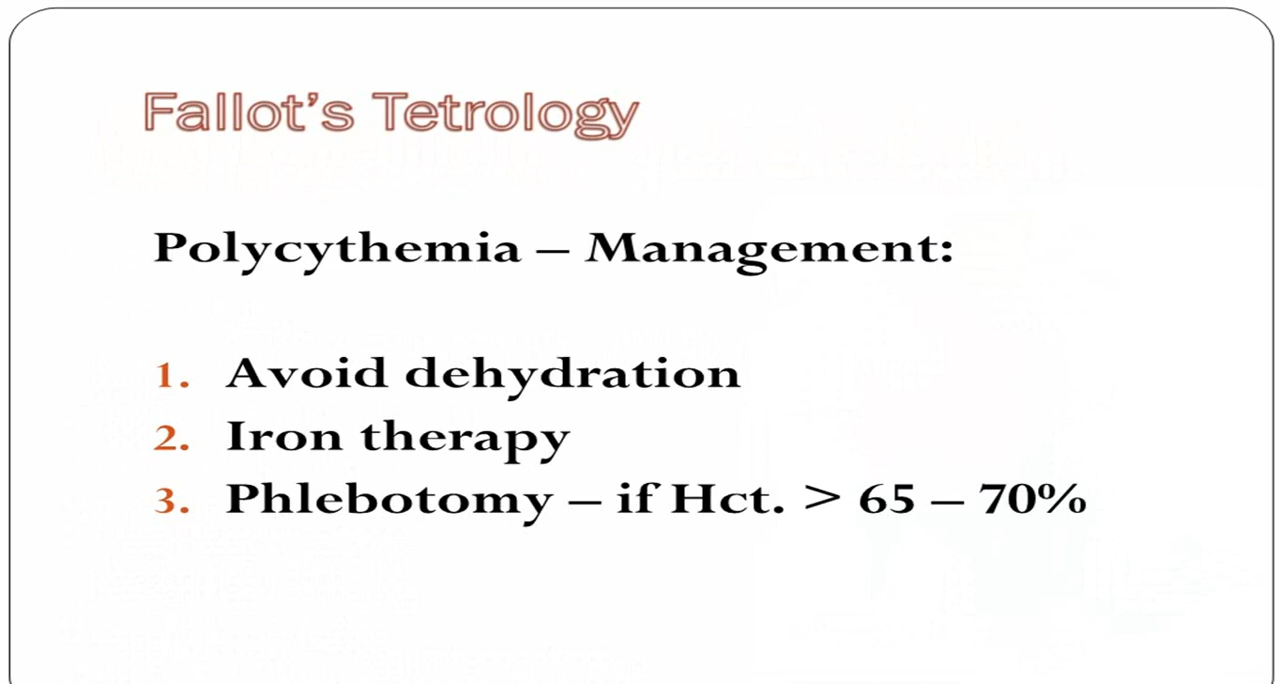 Fallot's Tetrology
Polycythemia – Management:
1. Avoid dehydration
2. Iron therapy
3. Phlebotomy – if Hct. > 65 – 70%